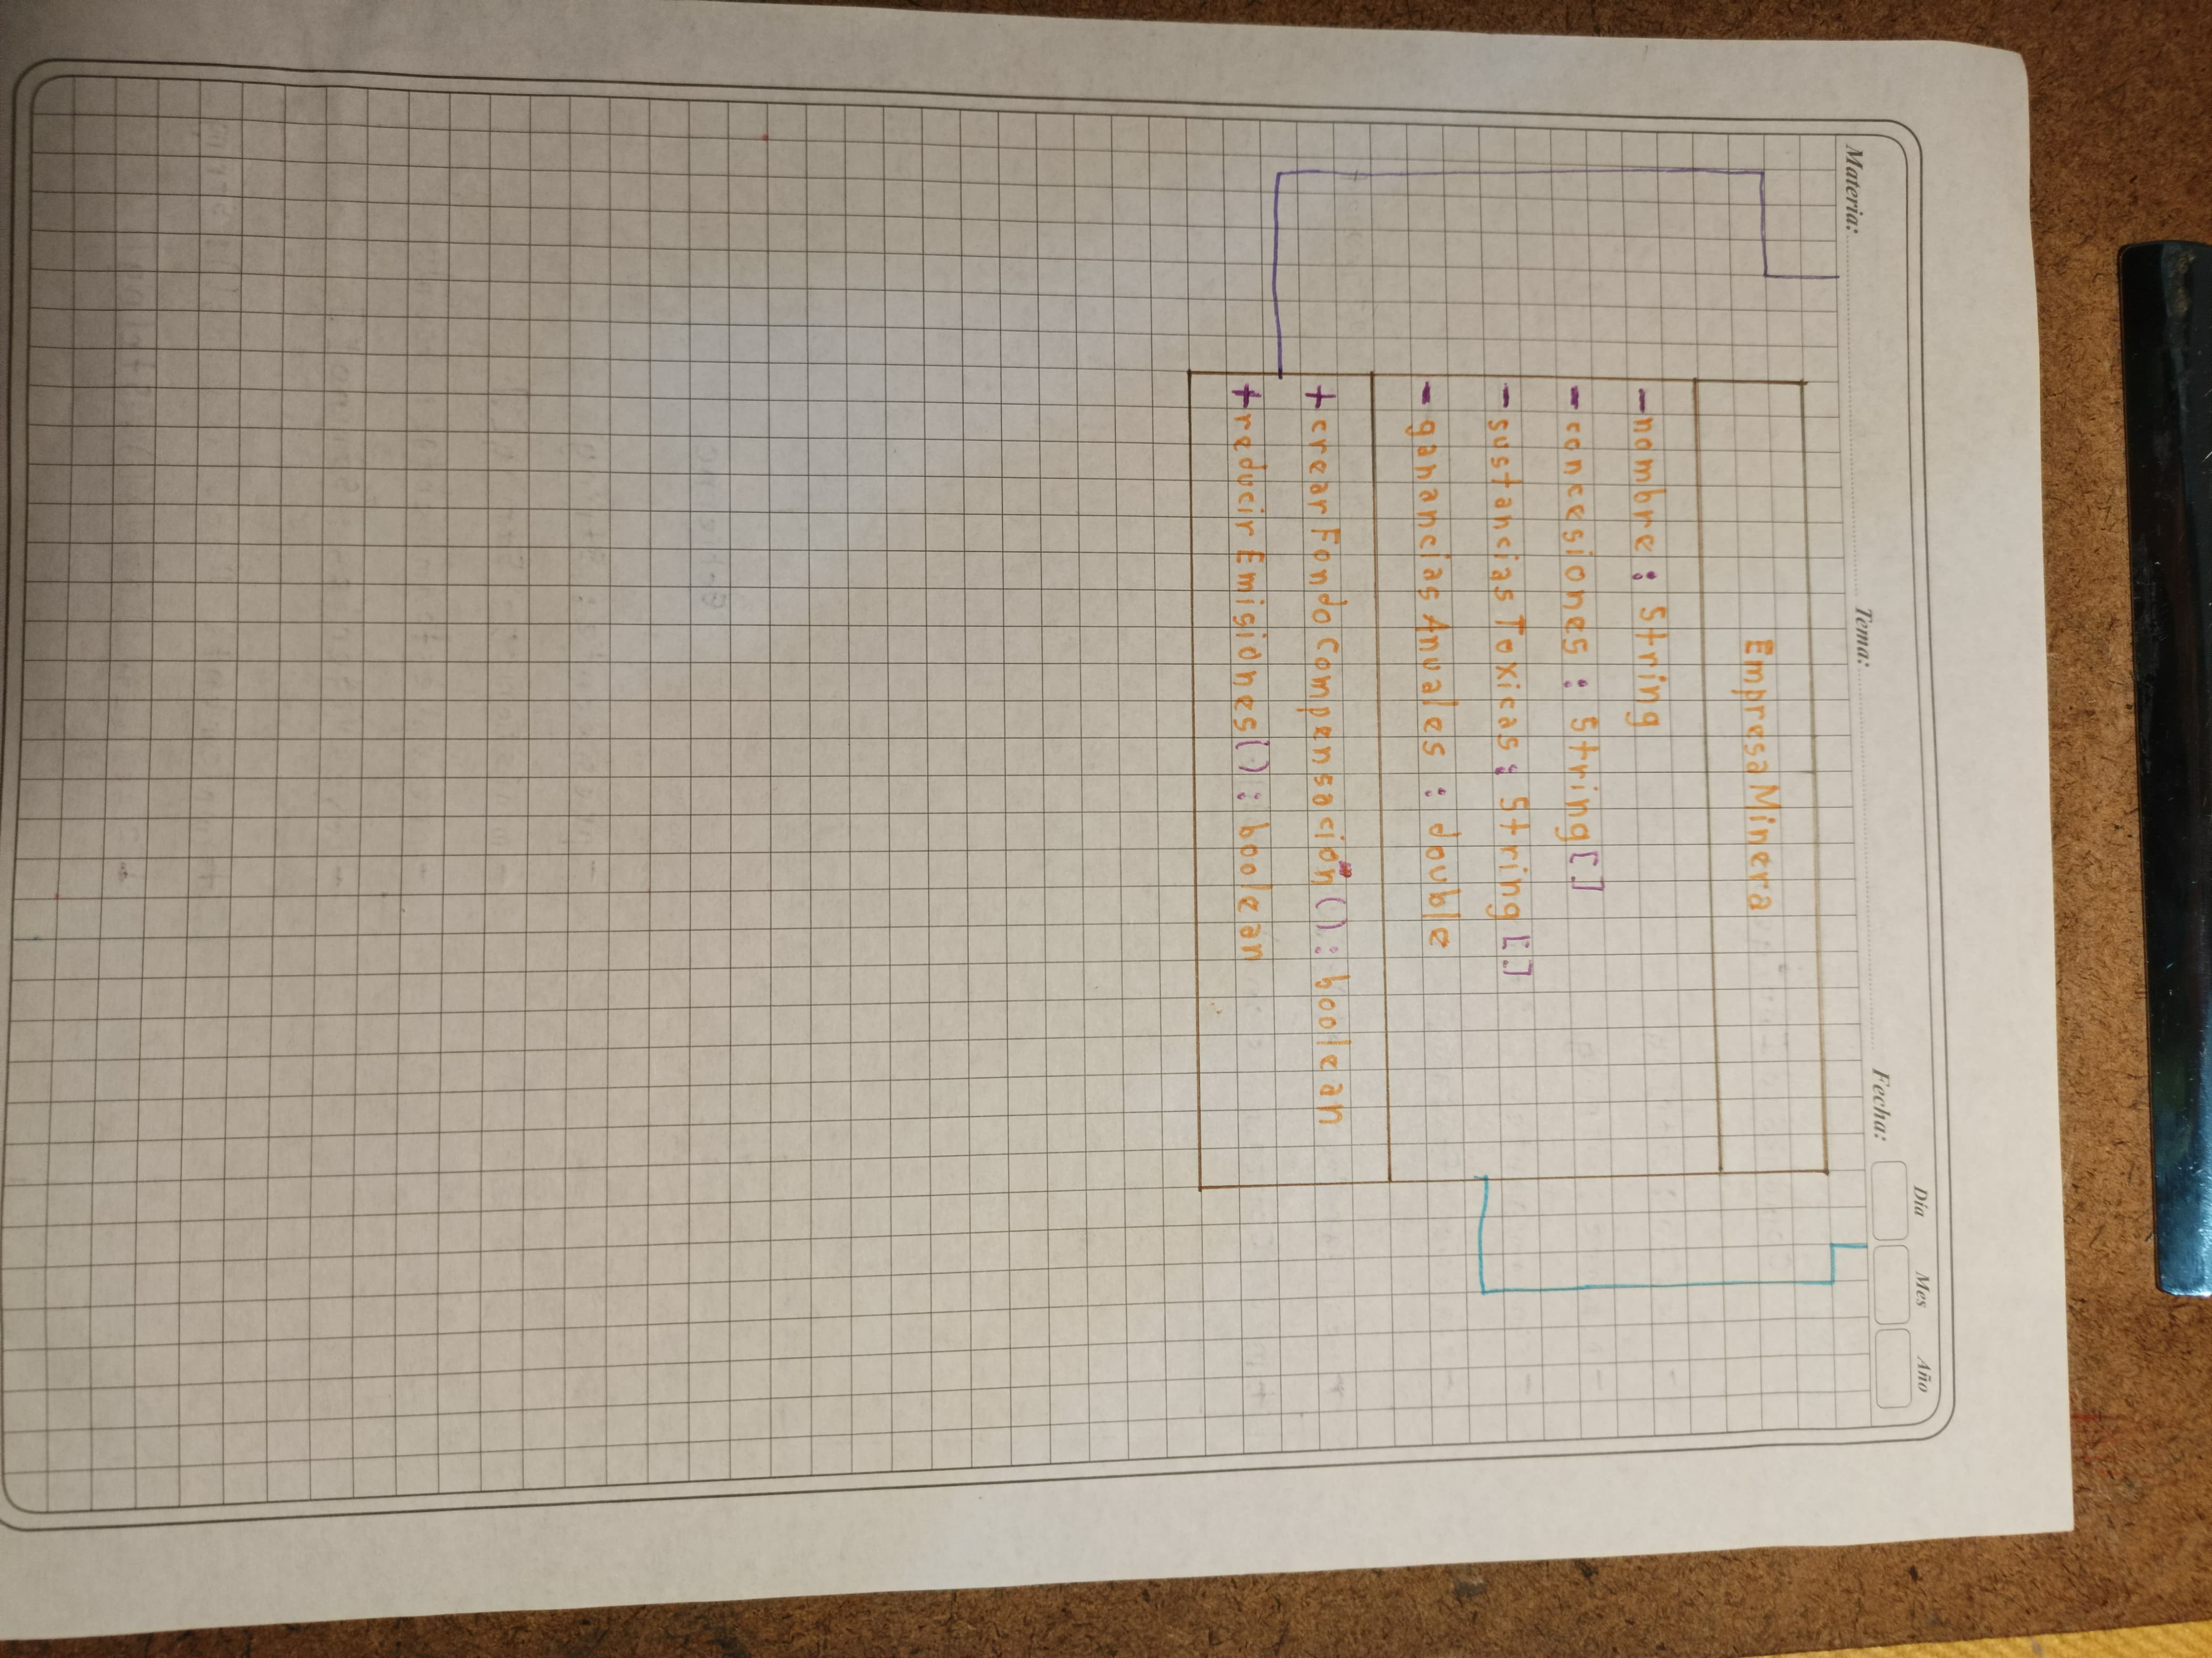 Materia: Tema: Fecha: Día Mes Año
EmpresaMinera
- nombre : String
- concesiones : String[]
- sustanciasToxicas : String[]
- gananciasAnuales : double
+ crearFondoCompensación() : boolean
+ reducirEmisiones() : boolean